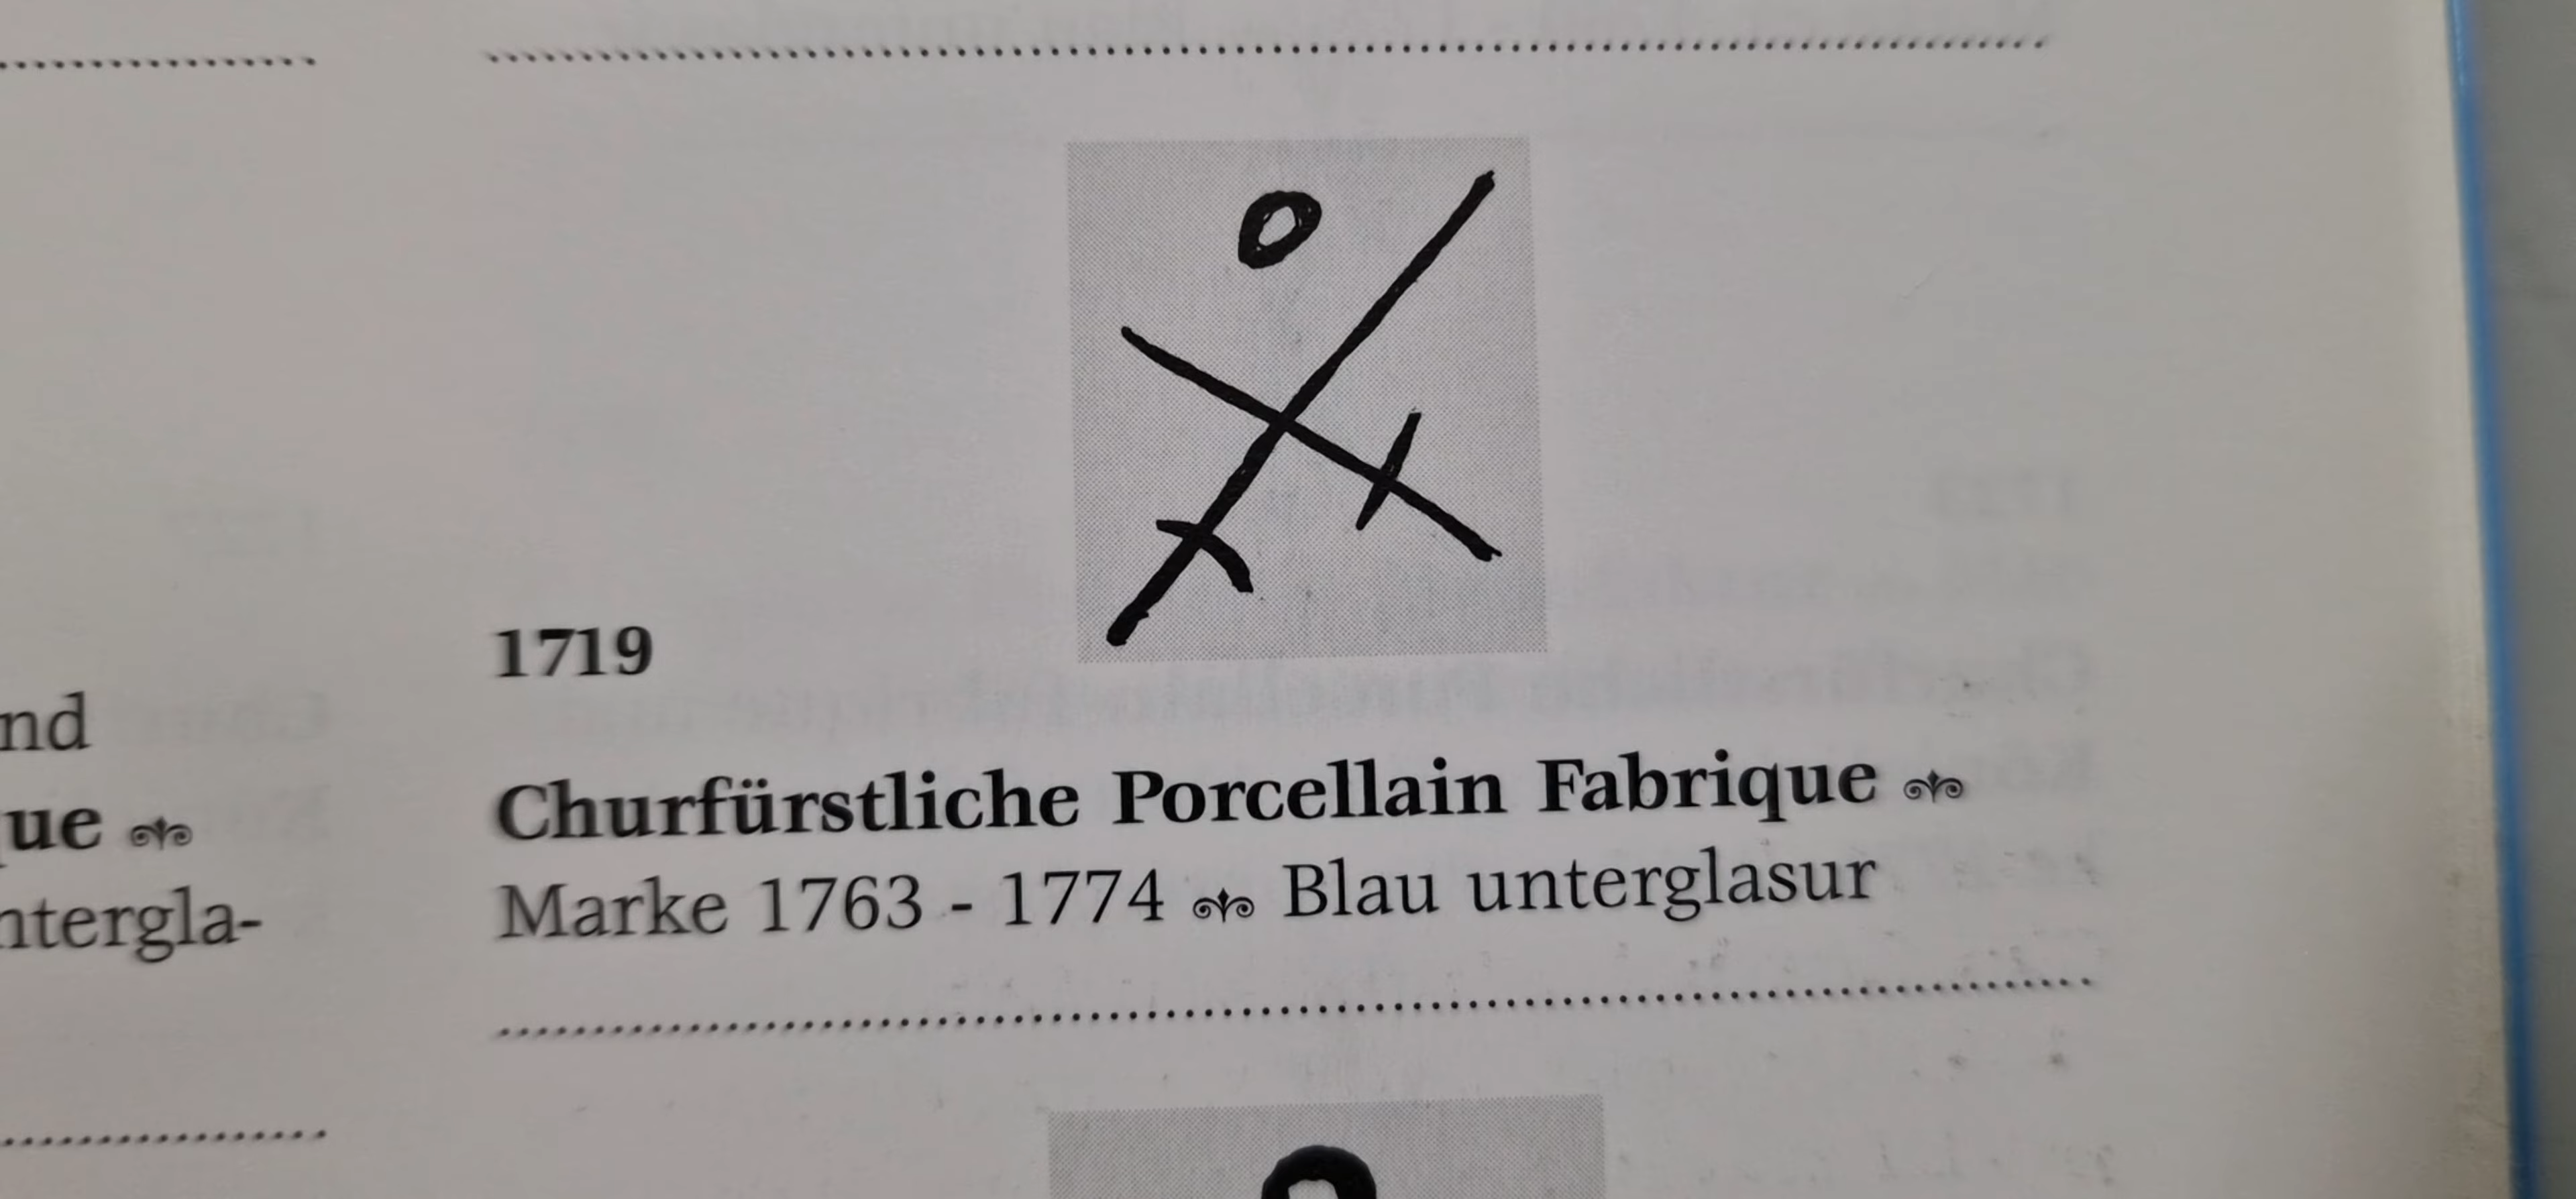 nd
ue
ntergla-
1719
Churfürstliche Porcellain Fabrique
Marke 1763 - 1774 Blau unterglasur